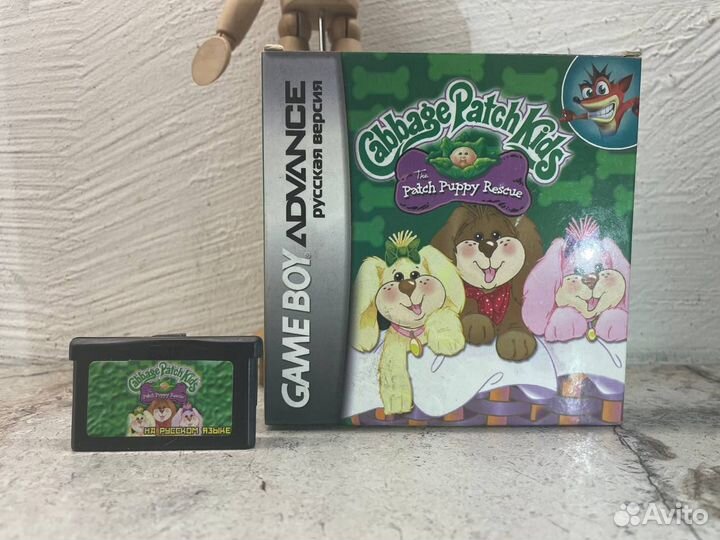 GAME BOY ADVANCE
русская версия
Cabbage Patch Kids
The
Patch Puppy Rescue
Cabbage Patch Kids
Patch Puppy Rescue
НА РУССКОМ ЯЗЫКЕ
Avito